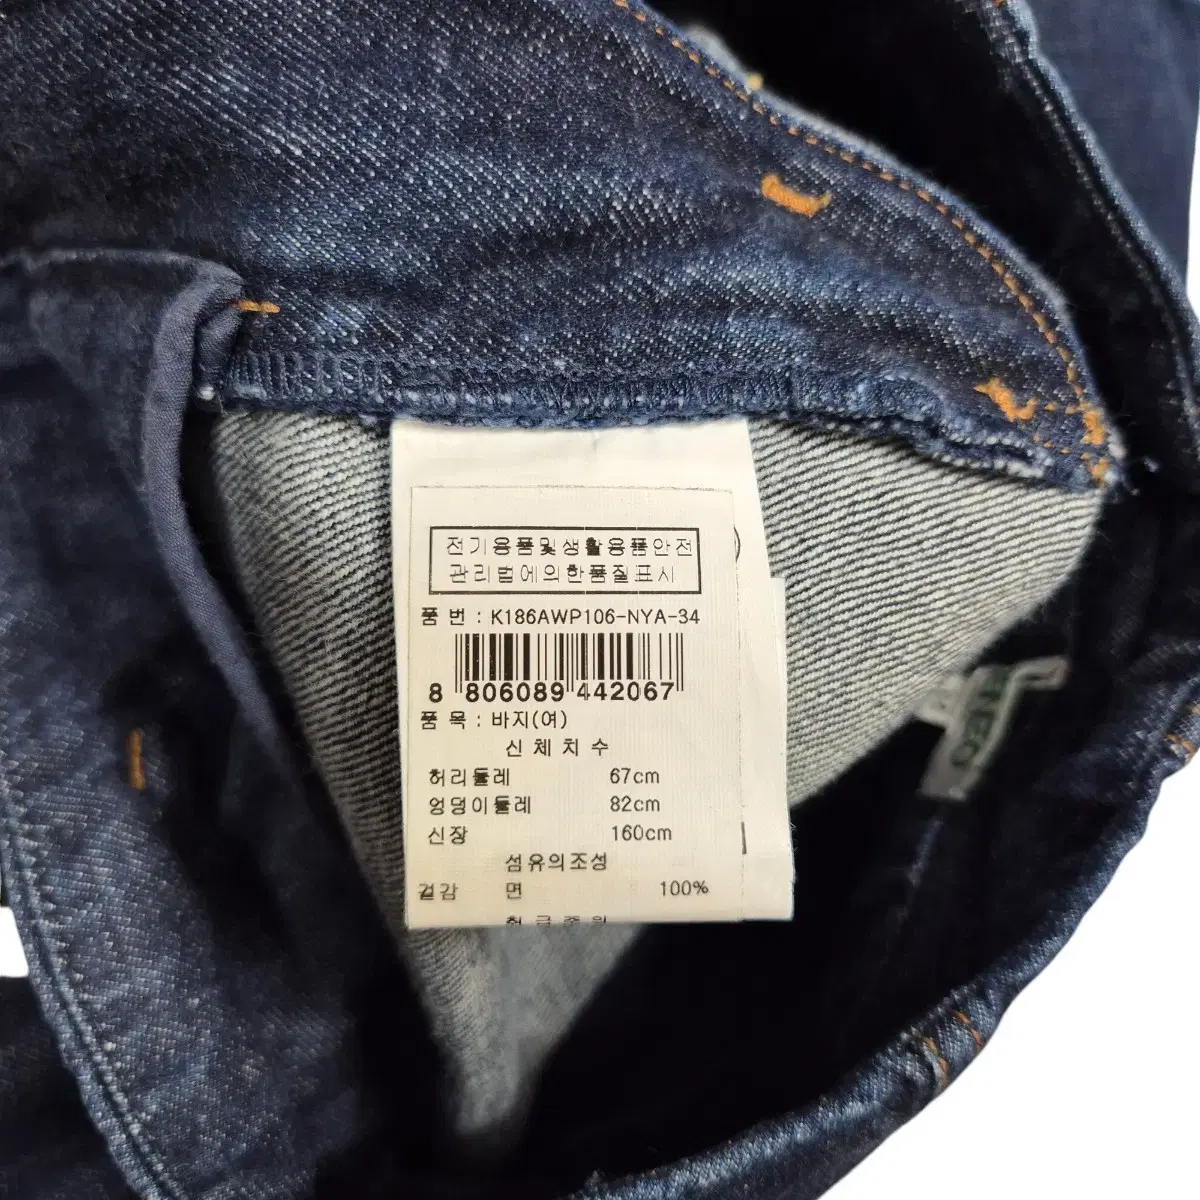 전기용품및생활용품안전
관리법에의한품질표시
품 번 : K186AWP106-NYA-34
8 806089 442067
품 목 : 바지(여)
신 체 치 수
허리둘레 67cm
엉덩이둘레 82cm
신장 160cm
섬유의조성
겉감 면 100%